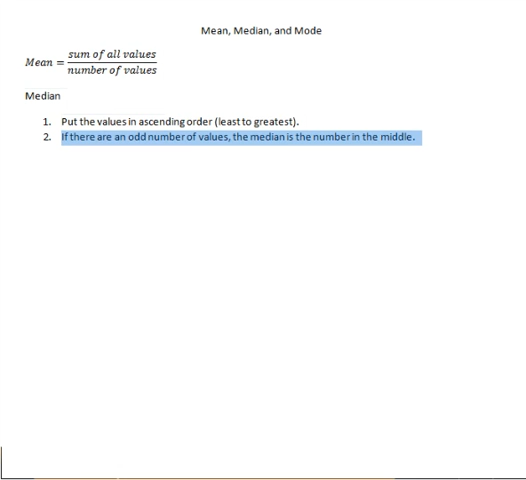 Mean, Median, and Mode
Mean = sum of all values / number of values
Median
1. Put the values in ascending order (least to greatest).
2. If there are an odd number of values, the median is the number in the middle.